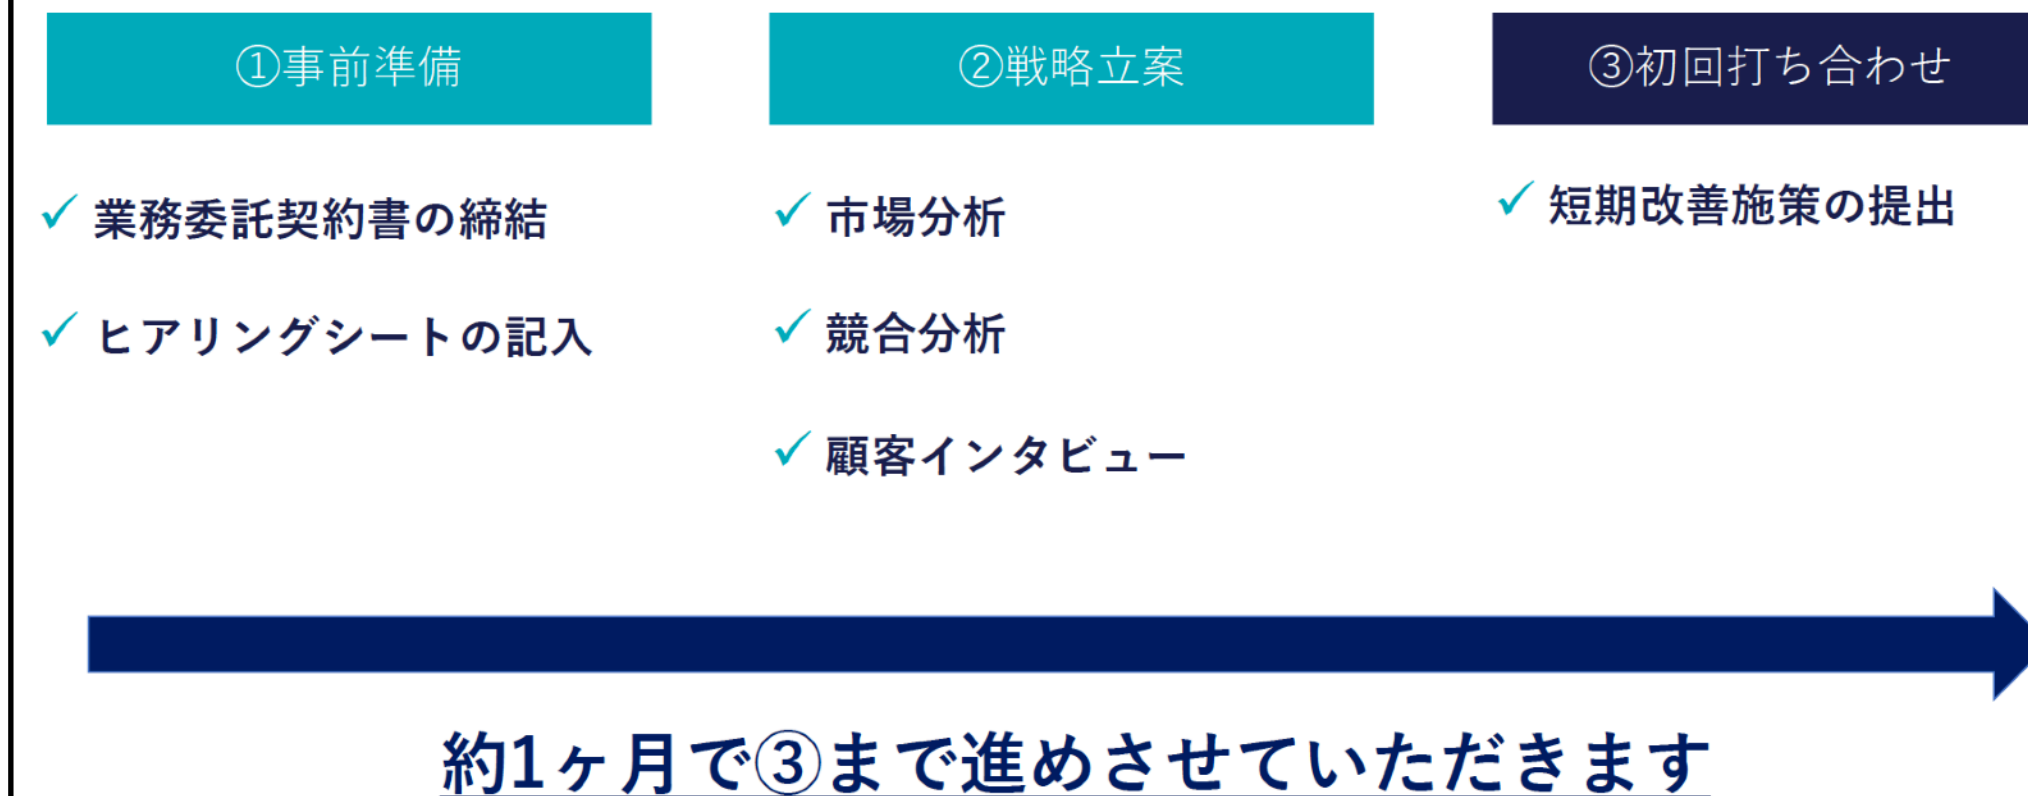 ①事前準備
②戦略立案
③初回打ち合わせ
業務委託契約書の締結
ヒアリングシートの記入
市場分析
競合分析
顧客インタビュー
短期改善施策の提出
約1ヶ月で③まで進めさせていただきます